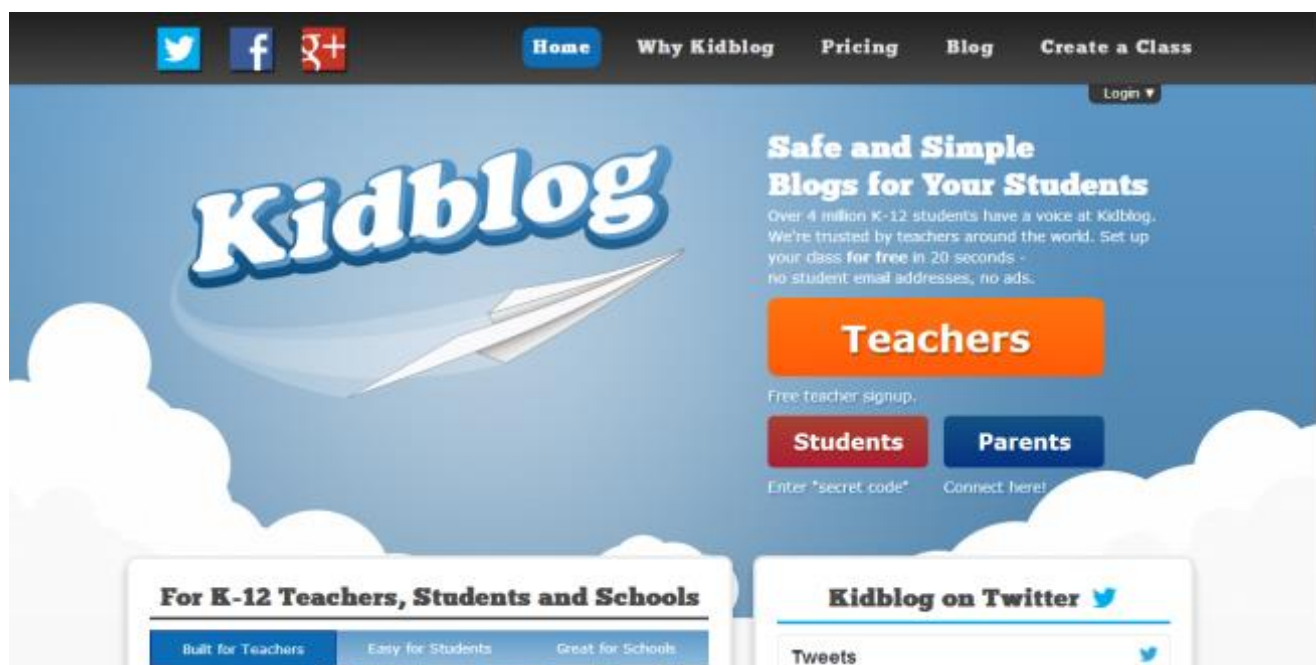 g+
Home Why Kidblog Pricing Blog Create a Class
Login ▼
Kidblog
Safe and Simple
Blogs for Your Students
Over 4 million K-12 students have a voice at Kidblog.
We're trusted by teachers around the world. Set up
your class for free in 20 seconds -
no student email addresses, no ads.
Teachers
Free teacher signup.
Students Parents
Enter "secret code" Connect here!
For K-12 Teachers, Students and Schools
Built for Teachers Easy for Students Great for Schools
Kidblog on Twitter
Tweets